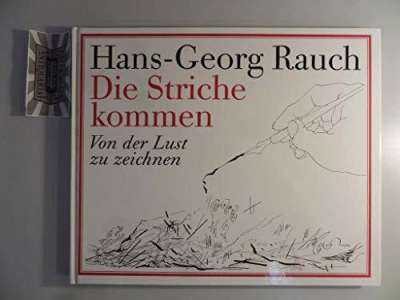 Hans-Georg Rauch
Die Striche
kommen
Von der Lust
zu zeichnen